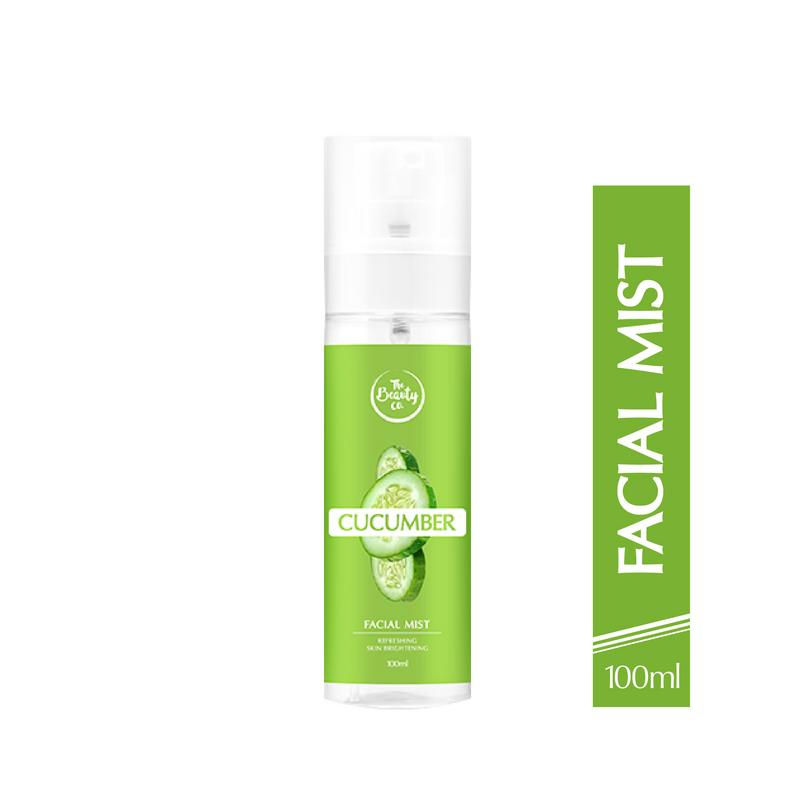 The
Beauty
Co.
CUCUMBER
FACIAL MIST
REFRESHING
SKIN BRIGHTENING
100ml
FACIAL MIST
100ml